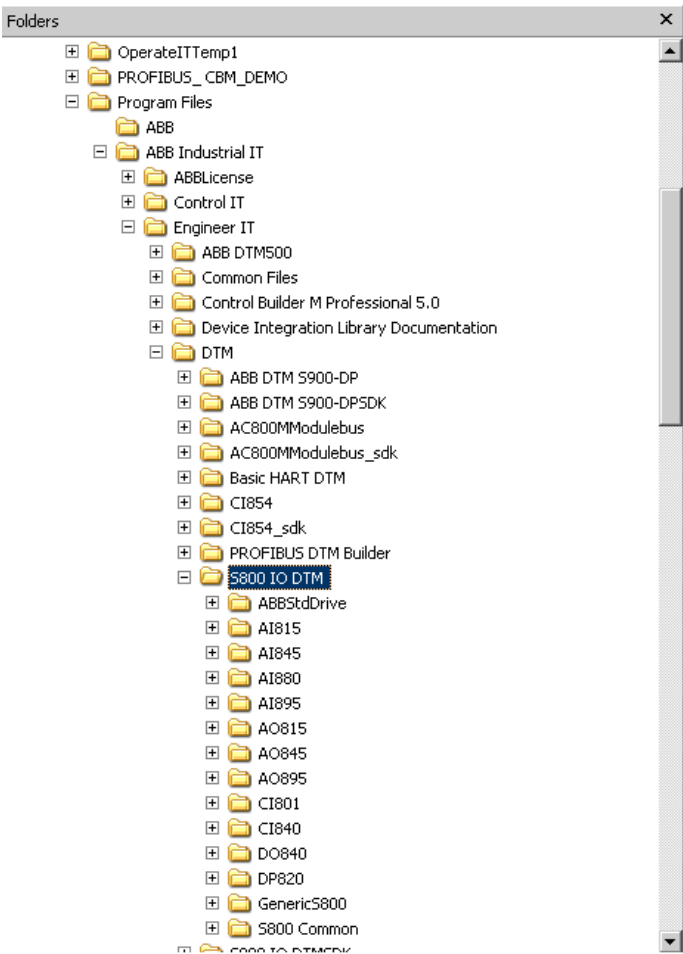 Folders
OperateITTemp1
PROFIBUS_ CBM_DEMO
Program Files
ABB
ABB Industrial IT
ABBLicense
Control IT
Engineer IT
ABB DTM500
Common Files
Control Builder M Professional 5.0
Device Integration Library Documentation
DTM
ABB DTM S900-DP
ABB DTM S900-DPSDK
AC800MModulebus
AC800MModulebus_sdk
Basic HART DTM
CI854
CI854_sdk
PROFIBUS DTM Builder
S800 IO DTM
ABBStdDrive
AI815
AI845
AI880
AI895
AO815
AO845
AO895
CI801
CI840
DO840
DP820
GenericS800
S800 Common